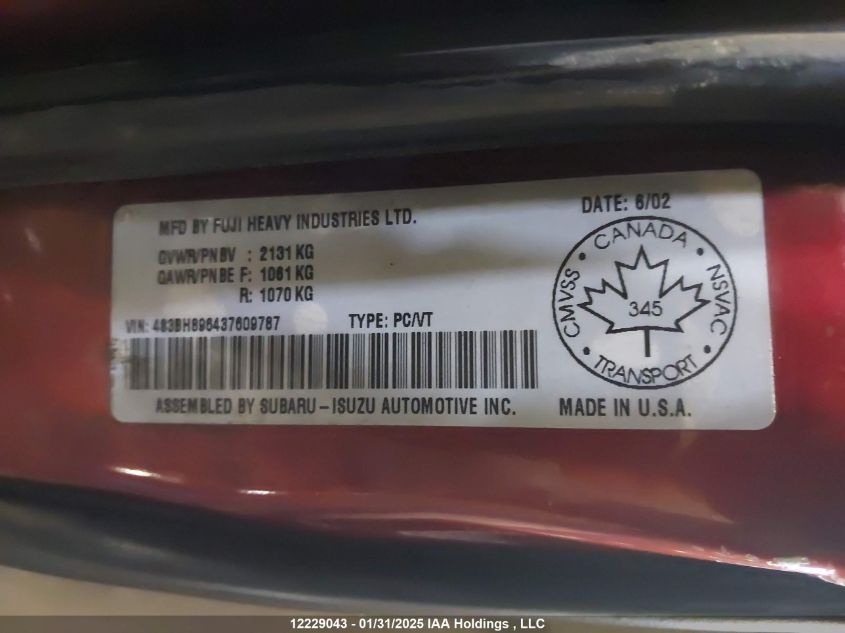 MFD BY FUJI HEAVY INDUSTRIES LTD.
DATE: 6/02
GVWR/PNBV : 2131 KG
GAWR/PNBE F: 1061 KG
R: 1070 KG
VIN: 4S3BH896437609787
TYPE: PC/VT
ASSEMBLED BY SUBARU-ISUZU AUTOMOTIVE INC.
MADE IN U.S.A.
CANADA
CMVSS
NSVAC
345
TRANSPORT
12229043 - 01/31/2025 IAA Holdings , LLC